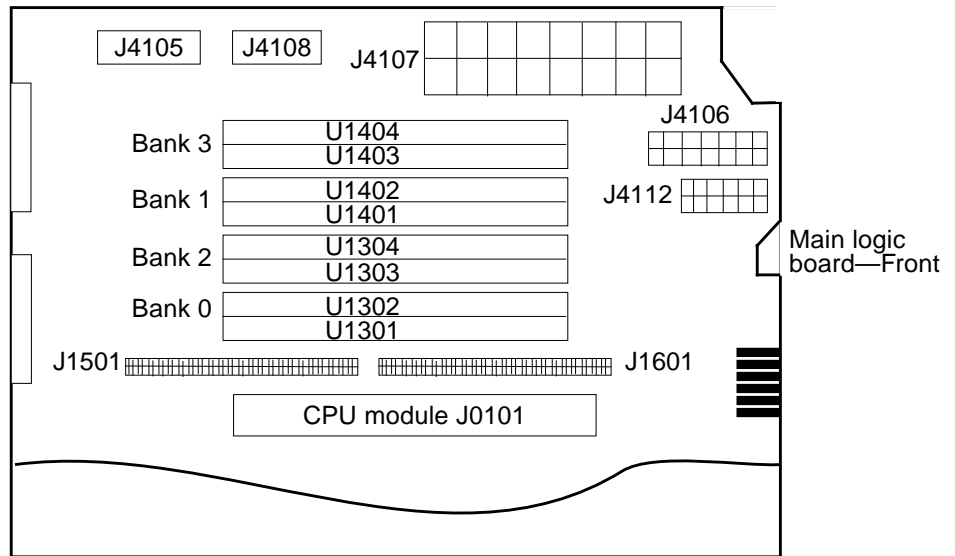 J4105
J4108
J4107
J4106
Bank 3
U1404
U1403
J4112
Bank 1
U1402
U1401
Main logic
board—Front
Bank 2
U1304
U1303
Bank 0
U1302
U1301
J1501
J1601
CPU module J0101